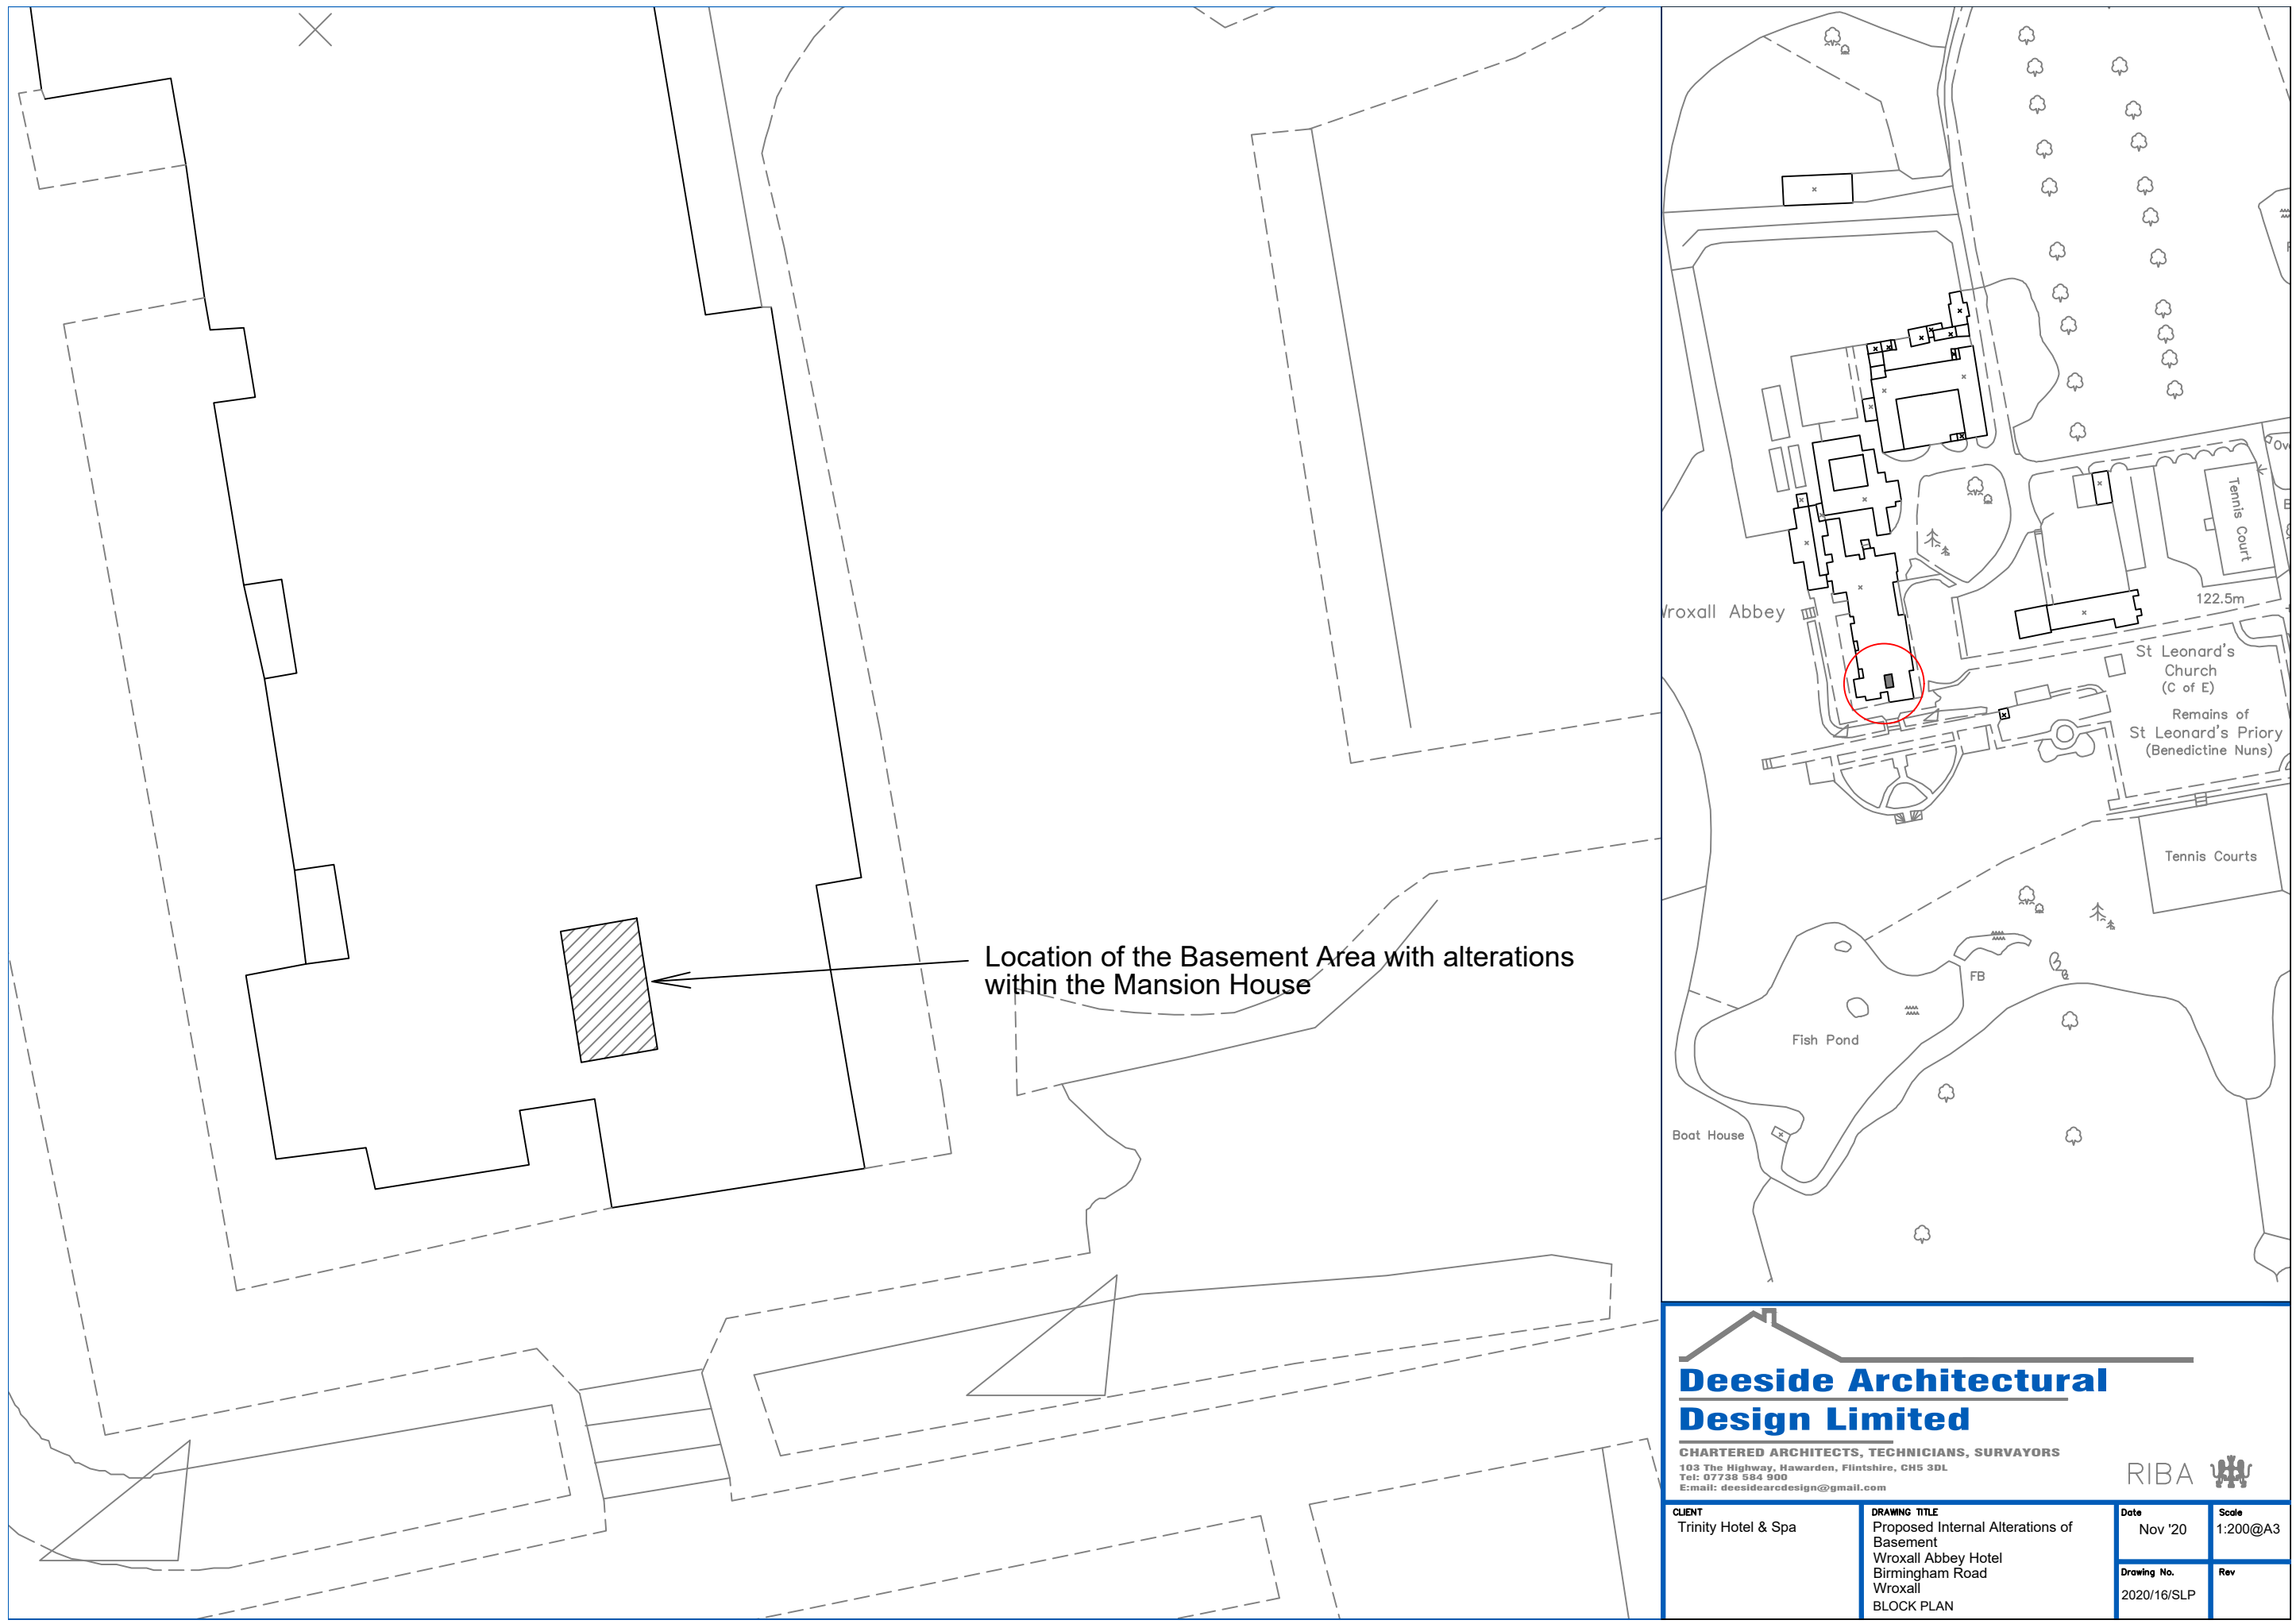 Location of the Basement Area with alterations
within the Mansion House
Tennis Court
122.5m
Wroxall Abbey
St Leonard's
Church
(C of E)
Remains of
St Leonard's Priory
(Benedictine Nuns)
Tennis Courts
FB
Fish Pond
Boat House
Deeside Architectural
Design Limited
CHARTERED ARCHITECTS, TECHNICIANS, SURVAYORS
103 The Highway, Hawarden, Flintshire, CH5 3DL
Tel: 07738 584 900
E:mail: deesidearcdesign@gmail.com
RIBA
CLIENT
Trinity Hotel & Spa
DRAWING TITLE
Proposed Internal Alterations of
Basement
Wroxall Abbey Hotel
Birmingham Road
Wroxall
BLOCK PLAN
Date
Nov '20
Scale
1:200@A3
Drawing No.
2020/16/SLP
Rev